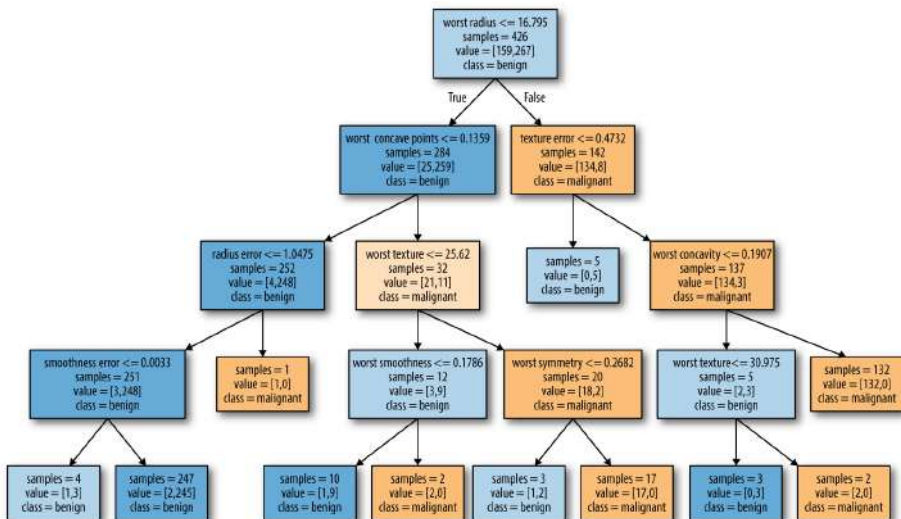 worst radius <= 16.795
samples = 426
value = [159,267]
class = benign
True
False
worst concave points <= 0.1359
samples = 284
value = [25,259]
class = benign
texture error <= 0.4732
samples = 142
value = [134,8]
class = malignant
radius error <= 1.0475
samples = 252
value = [4,248]
class = benign
worst texture <= 25.62
samples = 32
value = [21,11]
class = malignant
samples = 5
value = [0,5]
class = benign
worst concavity <= 0.1907
samples = 137
value = [134,3]
class = malignant
smoothness error <= 0.0033
samples = 251
value = [3,248]
class = benign
samples = 1
value = [1,0]
class = malignant
worst smoothness <= 0.1786
samples = 12
value = [3,9]
class = benign
worst symmetry <= 0.2682
samples = 20
value = [18,2]
class = malignant
worst texture<= 30.975
samples = 5
value = [2,3]
class = benign
samples = 132
value = [132,0]
class = malignant
samples = 4
value = [1,3]
class = benign
samples = 247
value = [2,245]
class = benign
samples = 10
value = [1,9]
class = benign
samples = 2
value = [2,0]
class = malignant
samples = 3
value = [1,2]
class = benign
samples = 17
value = [17,0]
class = malignant
samples = 3
value = [0,3]
class = benign
samples = 2
value = [2,0]
class = malignant